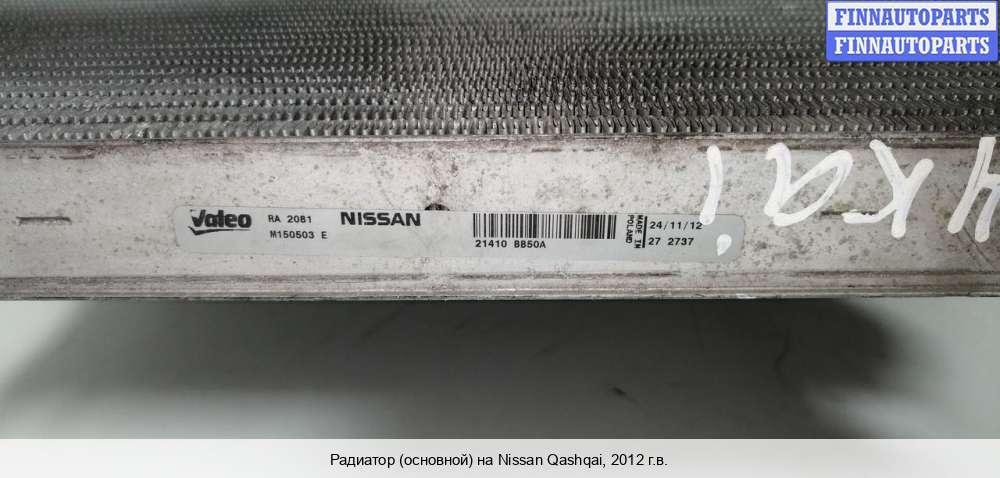 FINNAUTOPARTS
FINNAUTOPARTS
Valeo
RA 2081
M150503 E
NISSAN
21410 BB50A
MADE IN
POLAND
24/11/12
27 2737
Радиатор (основной) на Nissan Qashqai, 2012 г.в.